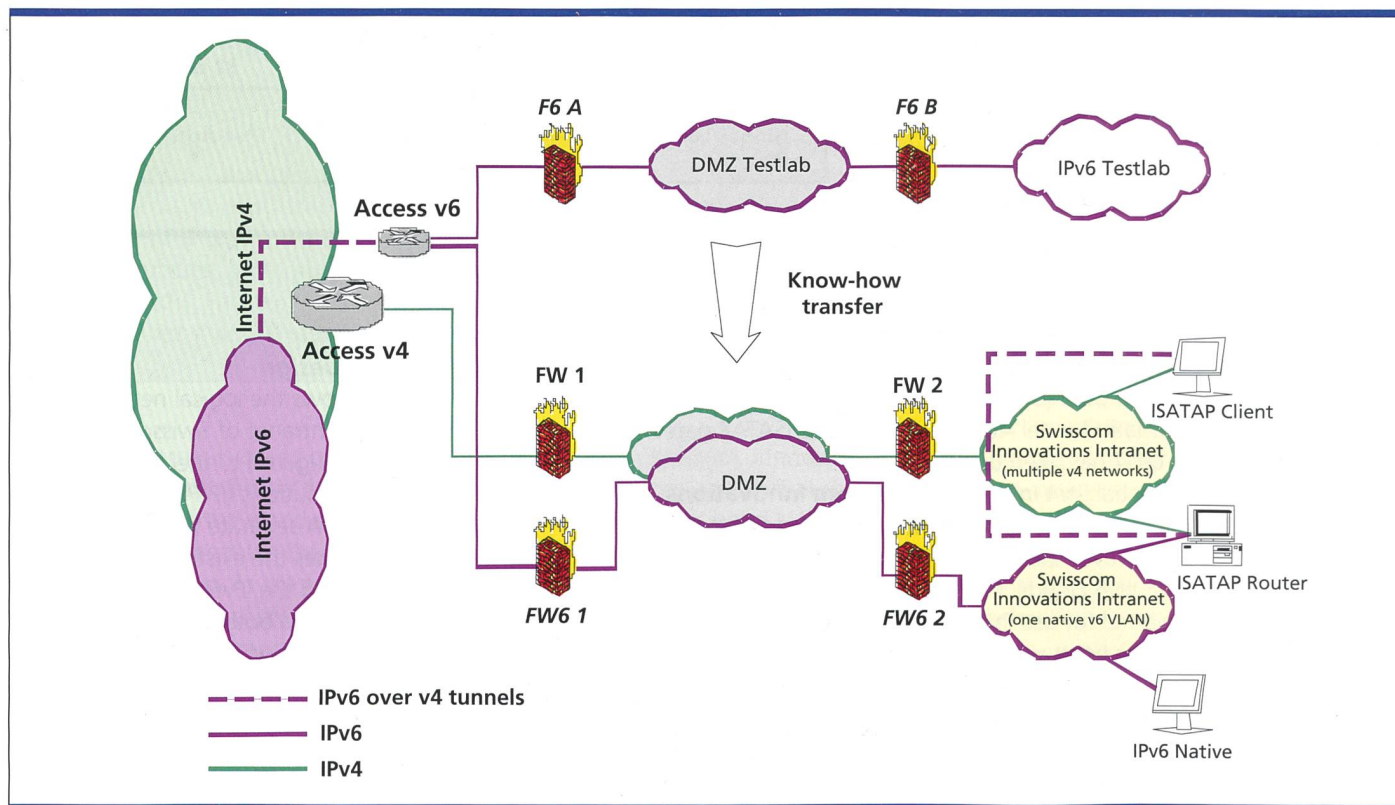 F6 A
F6 B
DMZ Testlab
IPv6 Testlab
Access v6
Internet IPv4
Know-how
transfer
Access v4
FW 1
FW 2
ISATAP Client
Swisscom
Innovations Intranet
(multiple v4 networks)
Internet IPv6
DMZ
FW6 1
FW6 2
ISATAP Router
Swisscom
Innovations Intranet
(one native v6 VLAN)
IPv6 Native
IPv6 over v4 tunnels
IPv6
IPv4